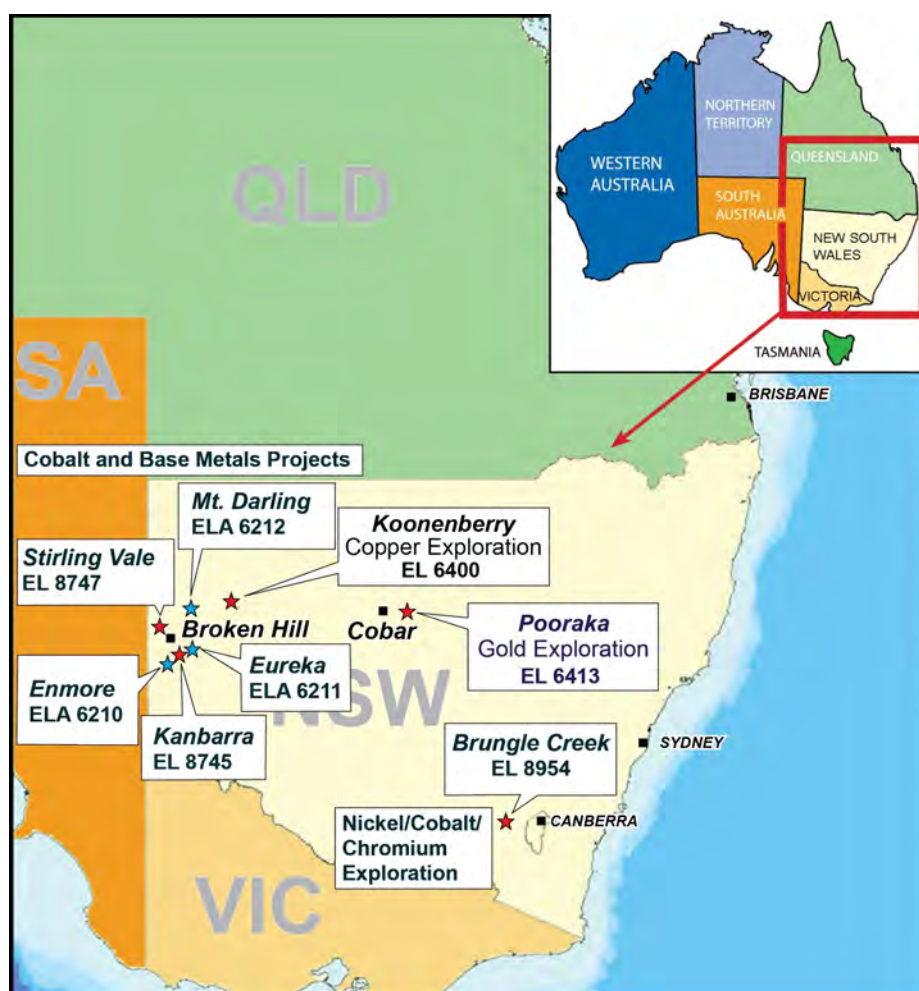 NORTHERN
TERRITORY
QUEENSLAND
WESTERN
AUSTRALIA
SOUTH
AUSTRALIA
NEW SOUTH
WALES
VICTORIA
TASMANIA
QLD
SA
BRISBANE
Cobalt and Base Metals Projects
Mt. Darling
ELA 6212
Koonenberry
Copper Exploration
EL 6400
Stirling Vale
EL 8747
Broken Hill
Cobar
Pooraka
Gold Exploration
EL 6413
Enmore
ELA 6210
Eureka
ELA 6211
NSW
Kanbarra
EL 8745
Brungle Creek
EL 8954
SYDNEY
Nickel/Cobalt/
Chromium
Exploration
CANBERRA
VIC